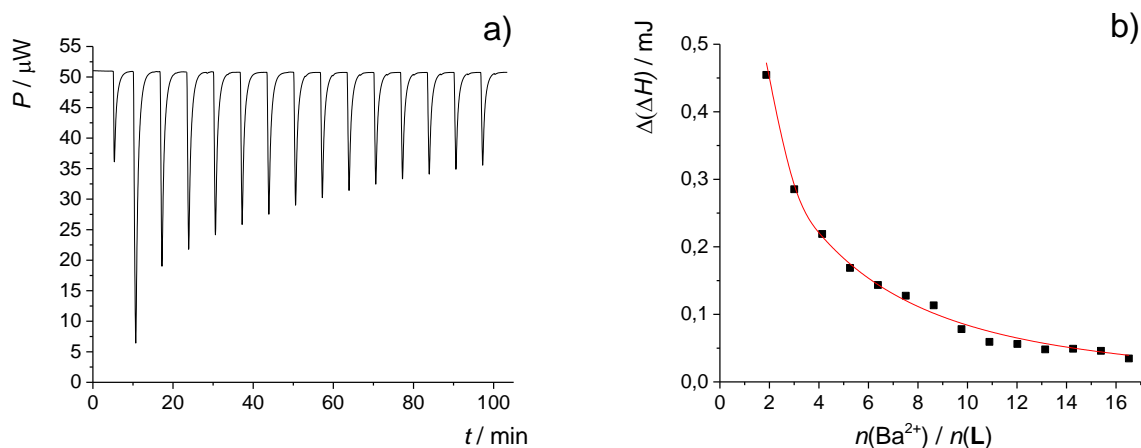 a)
P / μW
55
50
45
40
35
30
25
20
15
10
5
0
0 20 40 60 80 100
t / min
b)
Δ(ΔH) / mJ
0,5
0,4
0,3
0,2
0,1
0,0
0 2 4 6 8 10 12 14 16
n(Ba²⁺) / n(L)